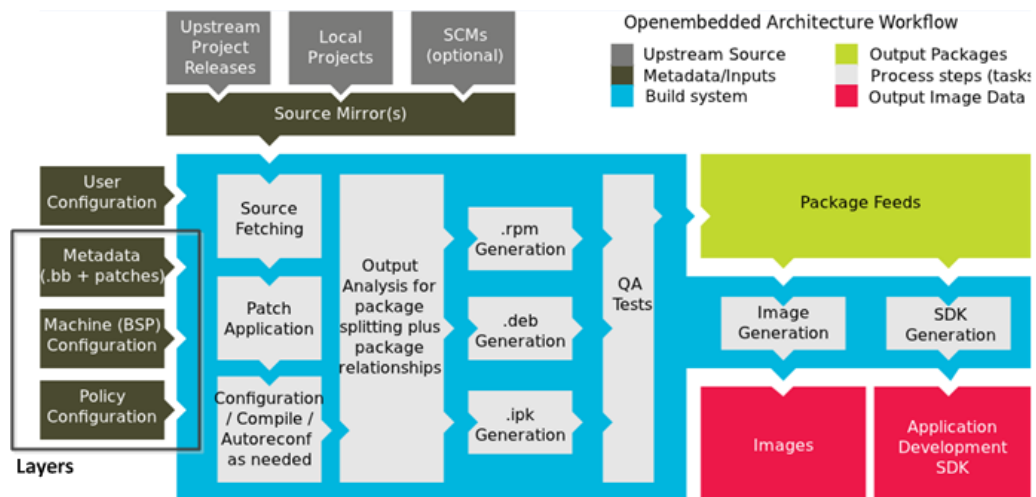 Upstream
Project
Releases
Local
Projects
SCMs
(optional)
Source Mirror(s)
Openembedded Architecture Workflow
Upstream Source
Metadata/Inputs
Build system
Output Packages
Process steps (tasks
Output Image Data
User
Configuration
Metadata
(.bb + patches)
Machine (BSP)
Configuration
Policy
Configuration
Layers
Source
Fetching
Patch
Application
Configuration
/ Compile /
Autoreconf
as needed
Output
Analysis for
package
splitting plus
package
relationships
.rpm
Generation
.deb
Generation
.ipk
Generation
QA
Tests
Package Feeds
Image
Generation
SDK
Generation
Images
Application
Development
SDK